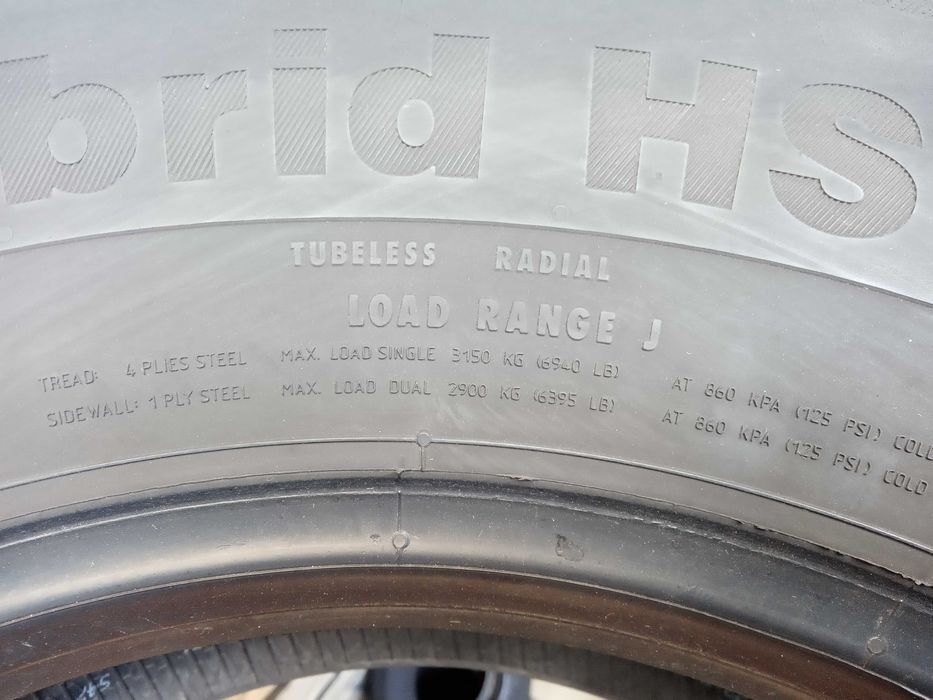 brid HS
TUBELESS RADIAL
LOAD RANGE J
TREAD: 4 PLIES STEEL MAX. LOAD SINGLE 3150 KG (6940 LB) AT 860 KPA (125 PSI) COLD
SIDEWALL: 1 PLY STEEL MAX. LOAD DUAL 2900 KG (6395 LB) AT 860 KPA (125 PSI) COLD